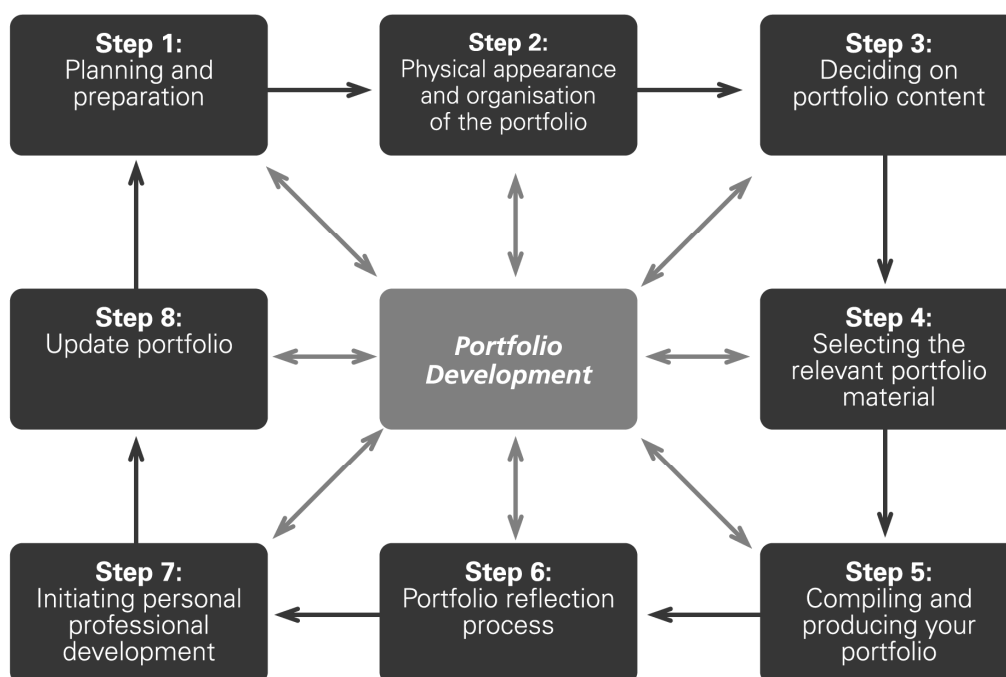 Step 1:
Planning and
preparation
Step 2:
Physical appearance
and organisation
of the portfolio
Step 3:
Deciding on
portfolio content
Step 8:
Update portfolio
Portfolio
Development
Step 4:
Selecting the
relevant portfolio
material
Step 7:
Initiating personal
professional
development
Step 6:
Portfolio reflection
process
Step 5:
Compiling and
producing your
portfolio